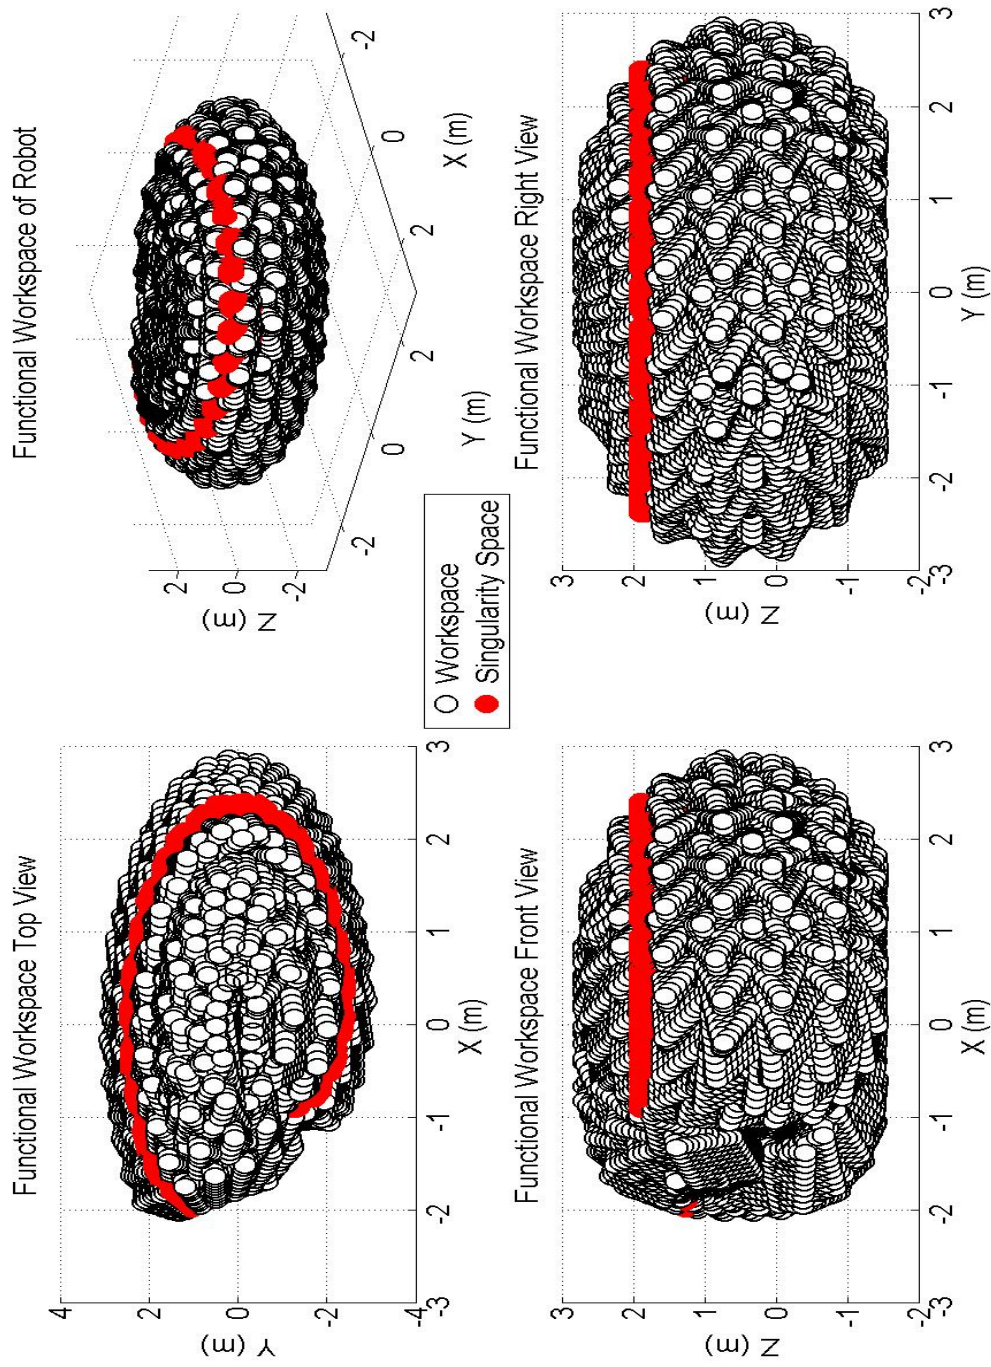 Functional Workspace Top View
4
2
0
-2
-4
Y (m)
-3 -2 -1 0 1 2 3
X (m)
Functional Workspace of Robot
2
0
-2
Z (m)
-2 0 2
Y (m)
2 0 -2
X (m)
Workspace
Singularity Space
Functional Workspace Front View
3
2
1
0
-1
-2
Z (m)
-3 -2 -1 0 1 2 3
X (m)
Functional Workspace Right View
3
2
1
0
-1
-2
Z (m)
-3 -2 -1 0 1 2 3
Y (m)